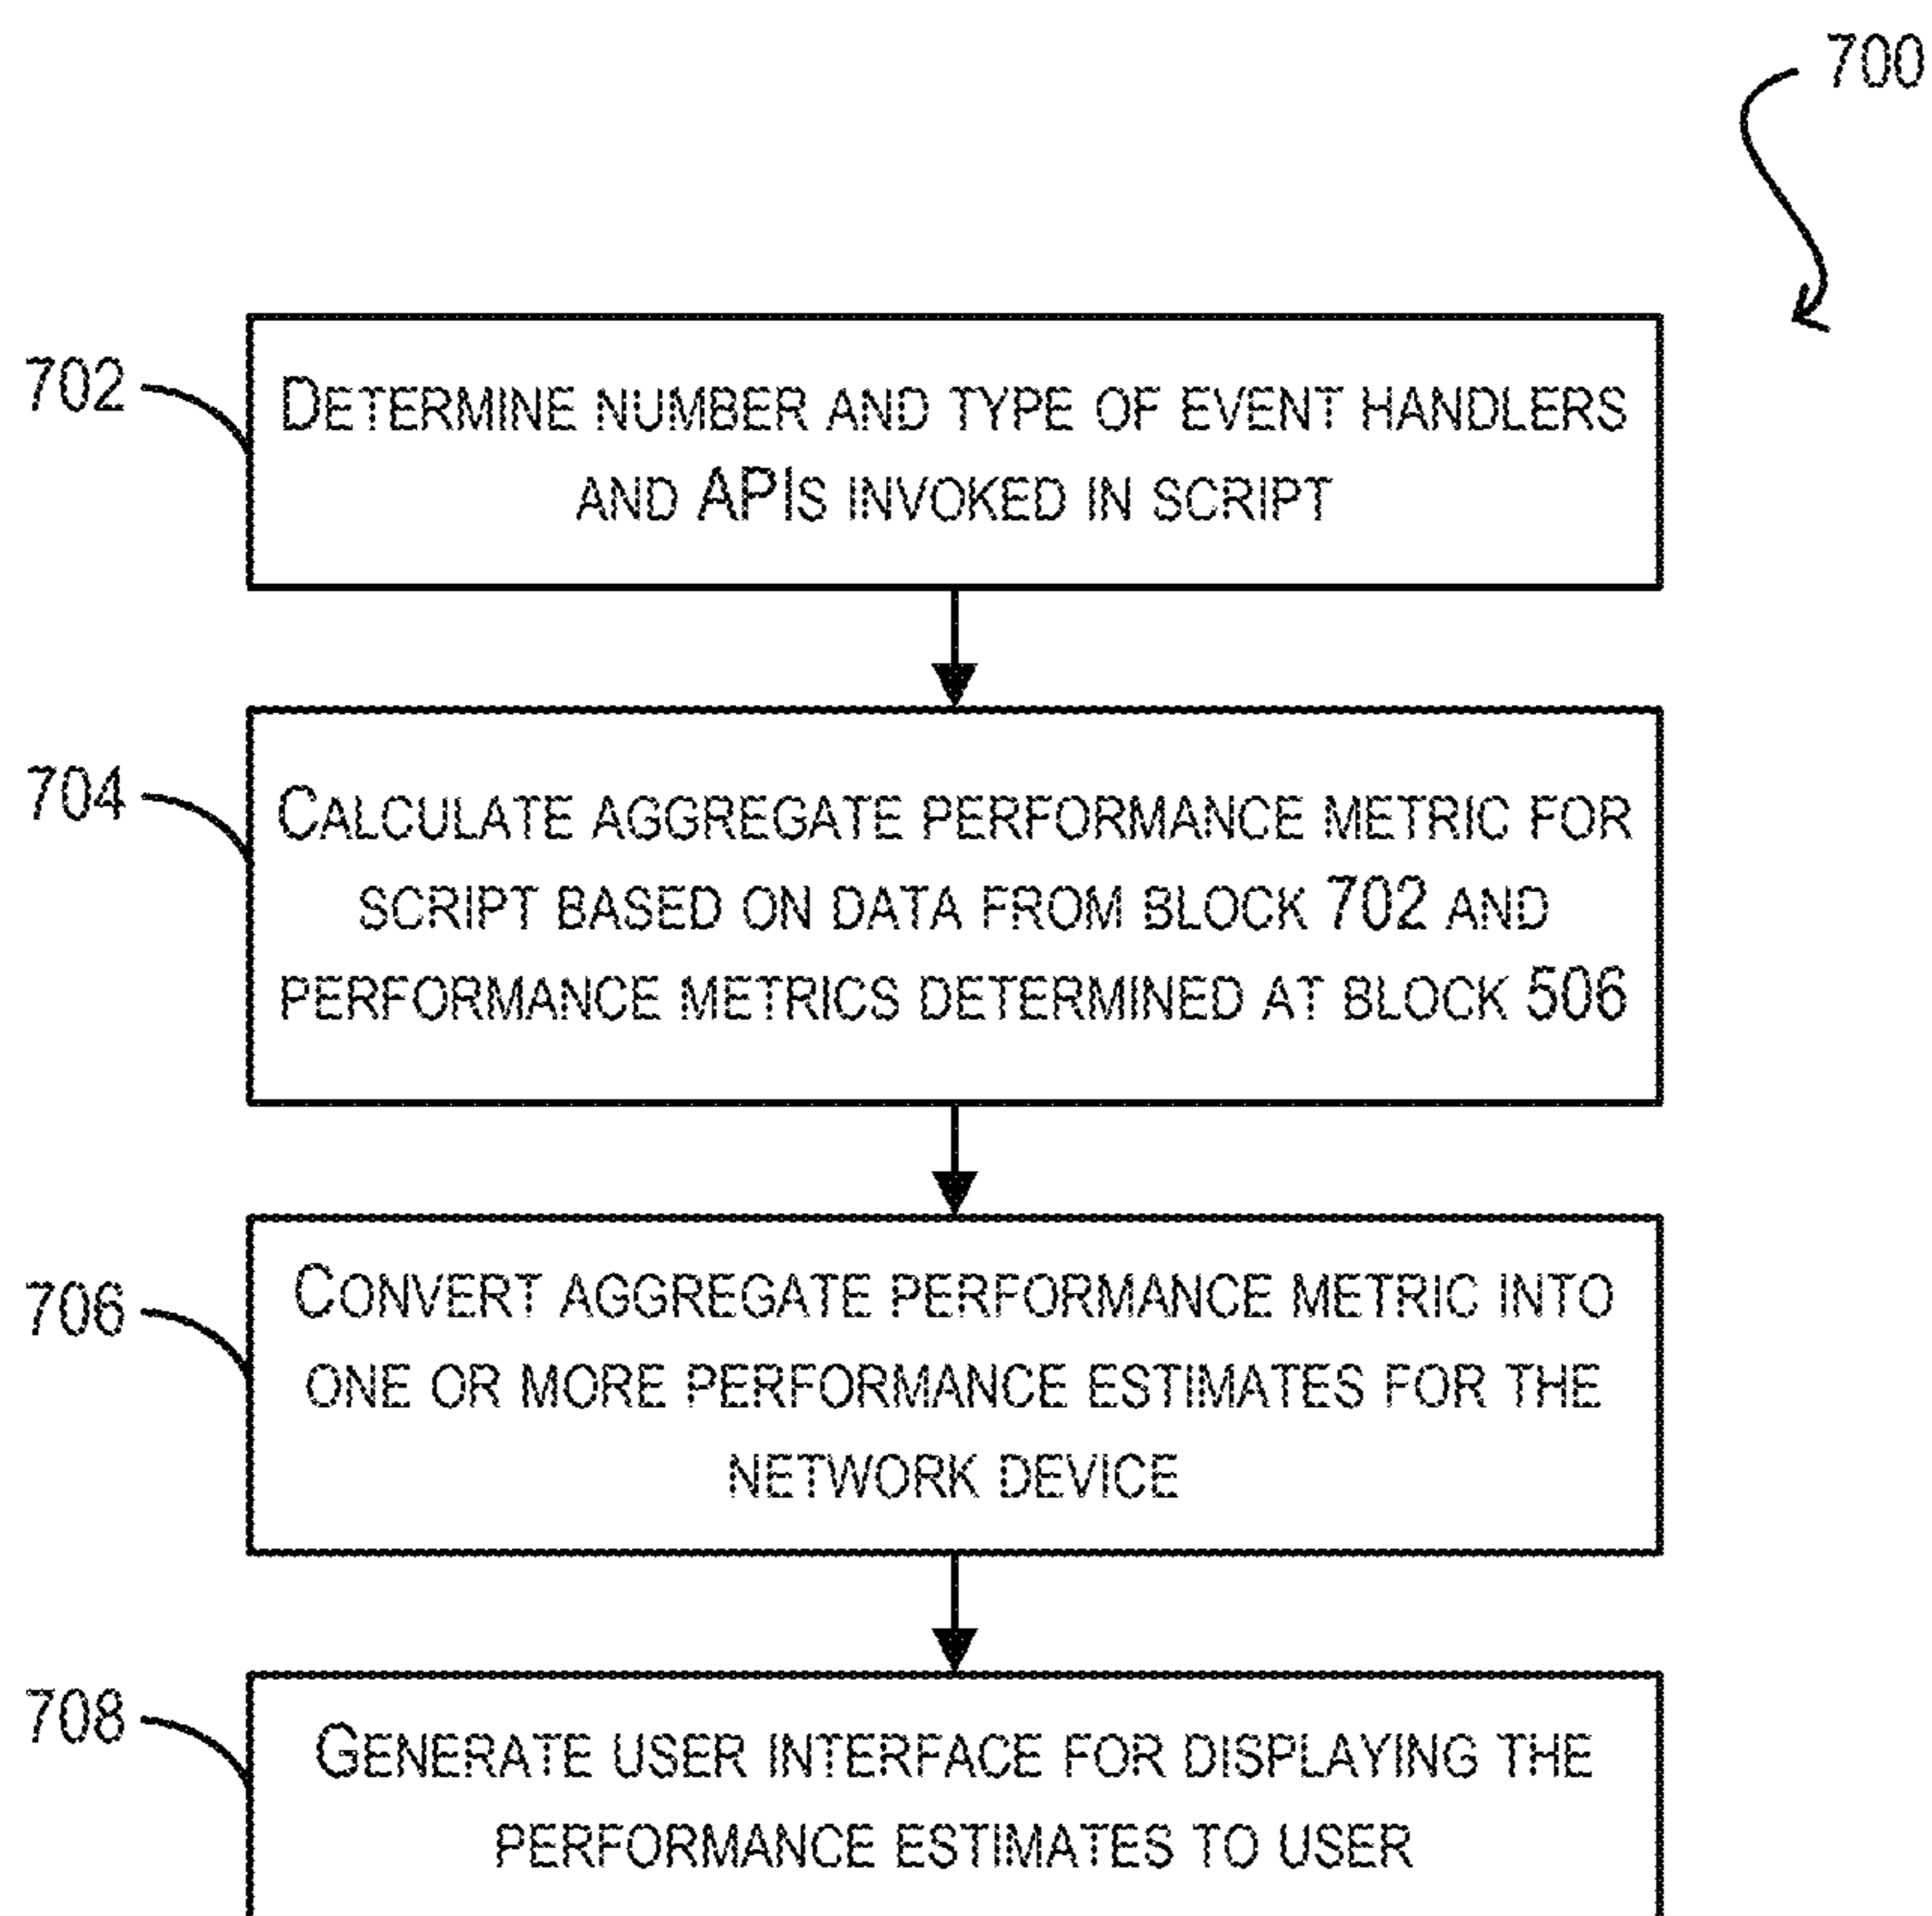 700
702
DETERMINE NUMBER AND TYPE OF EVENT HANDLERS
AND APIS INVOKED IN SCRIPT
704
CALCULATE AGGREGATE PERFORMANCE METRIC FOR
SCRIPT BASED ON DATA FROM BLOCK 702 AND
PERFORMANCE METRICS DETERMINED AT BLOCK 506
706
CONVERT AGGREGATE PERFORMANCE METRIC INTO
ONE OR MORE PERFORMANCE ESTIMATES FOR THE
NETWORK DEVICE
708
GENERATE USER INTERFACE FOR DISPLAYING THE
PERFORMANCE ESTIMATES TO USER